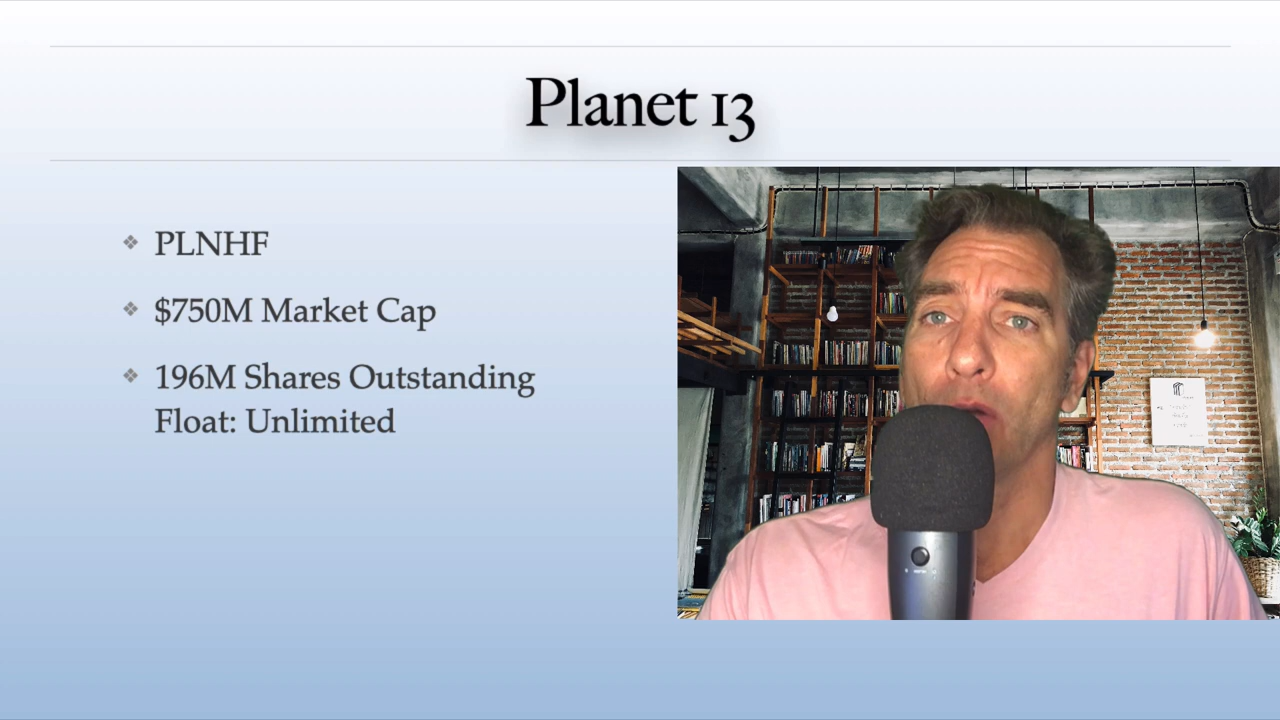 Planet 13
PLNHF
$750M Market Cap
196M Shares Outstanding
Float: Unlimited